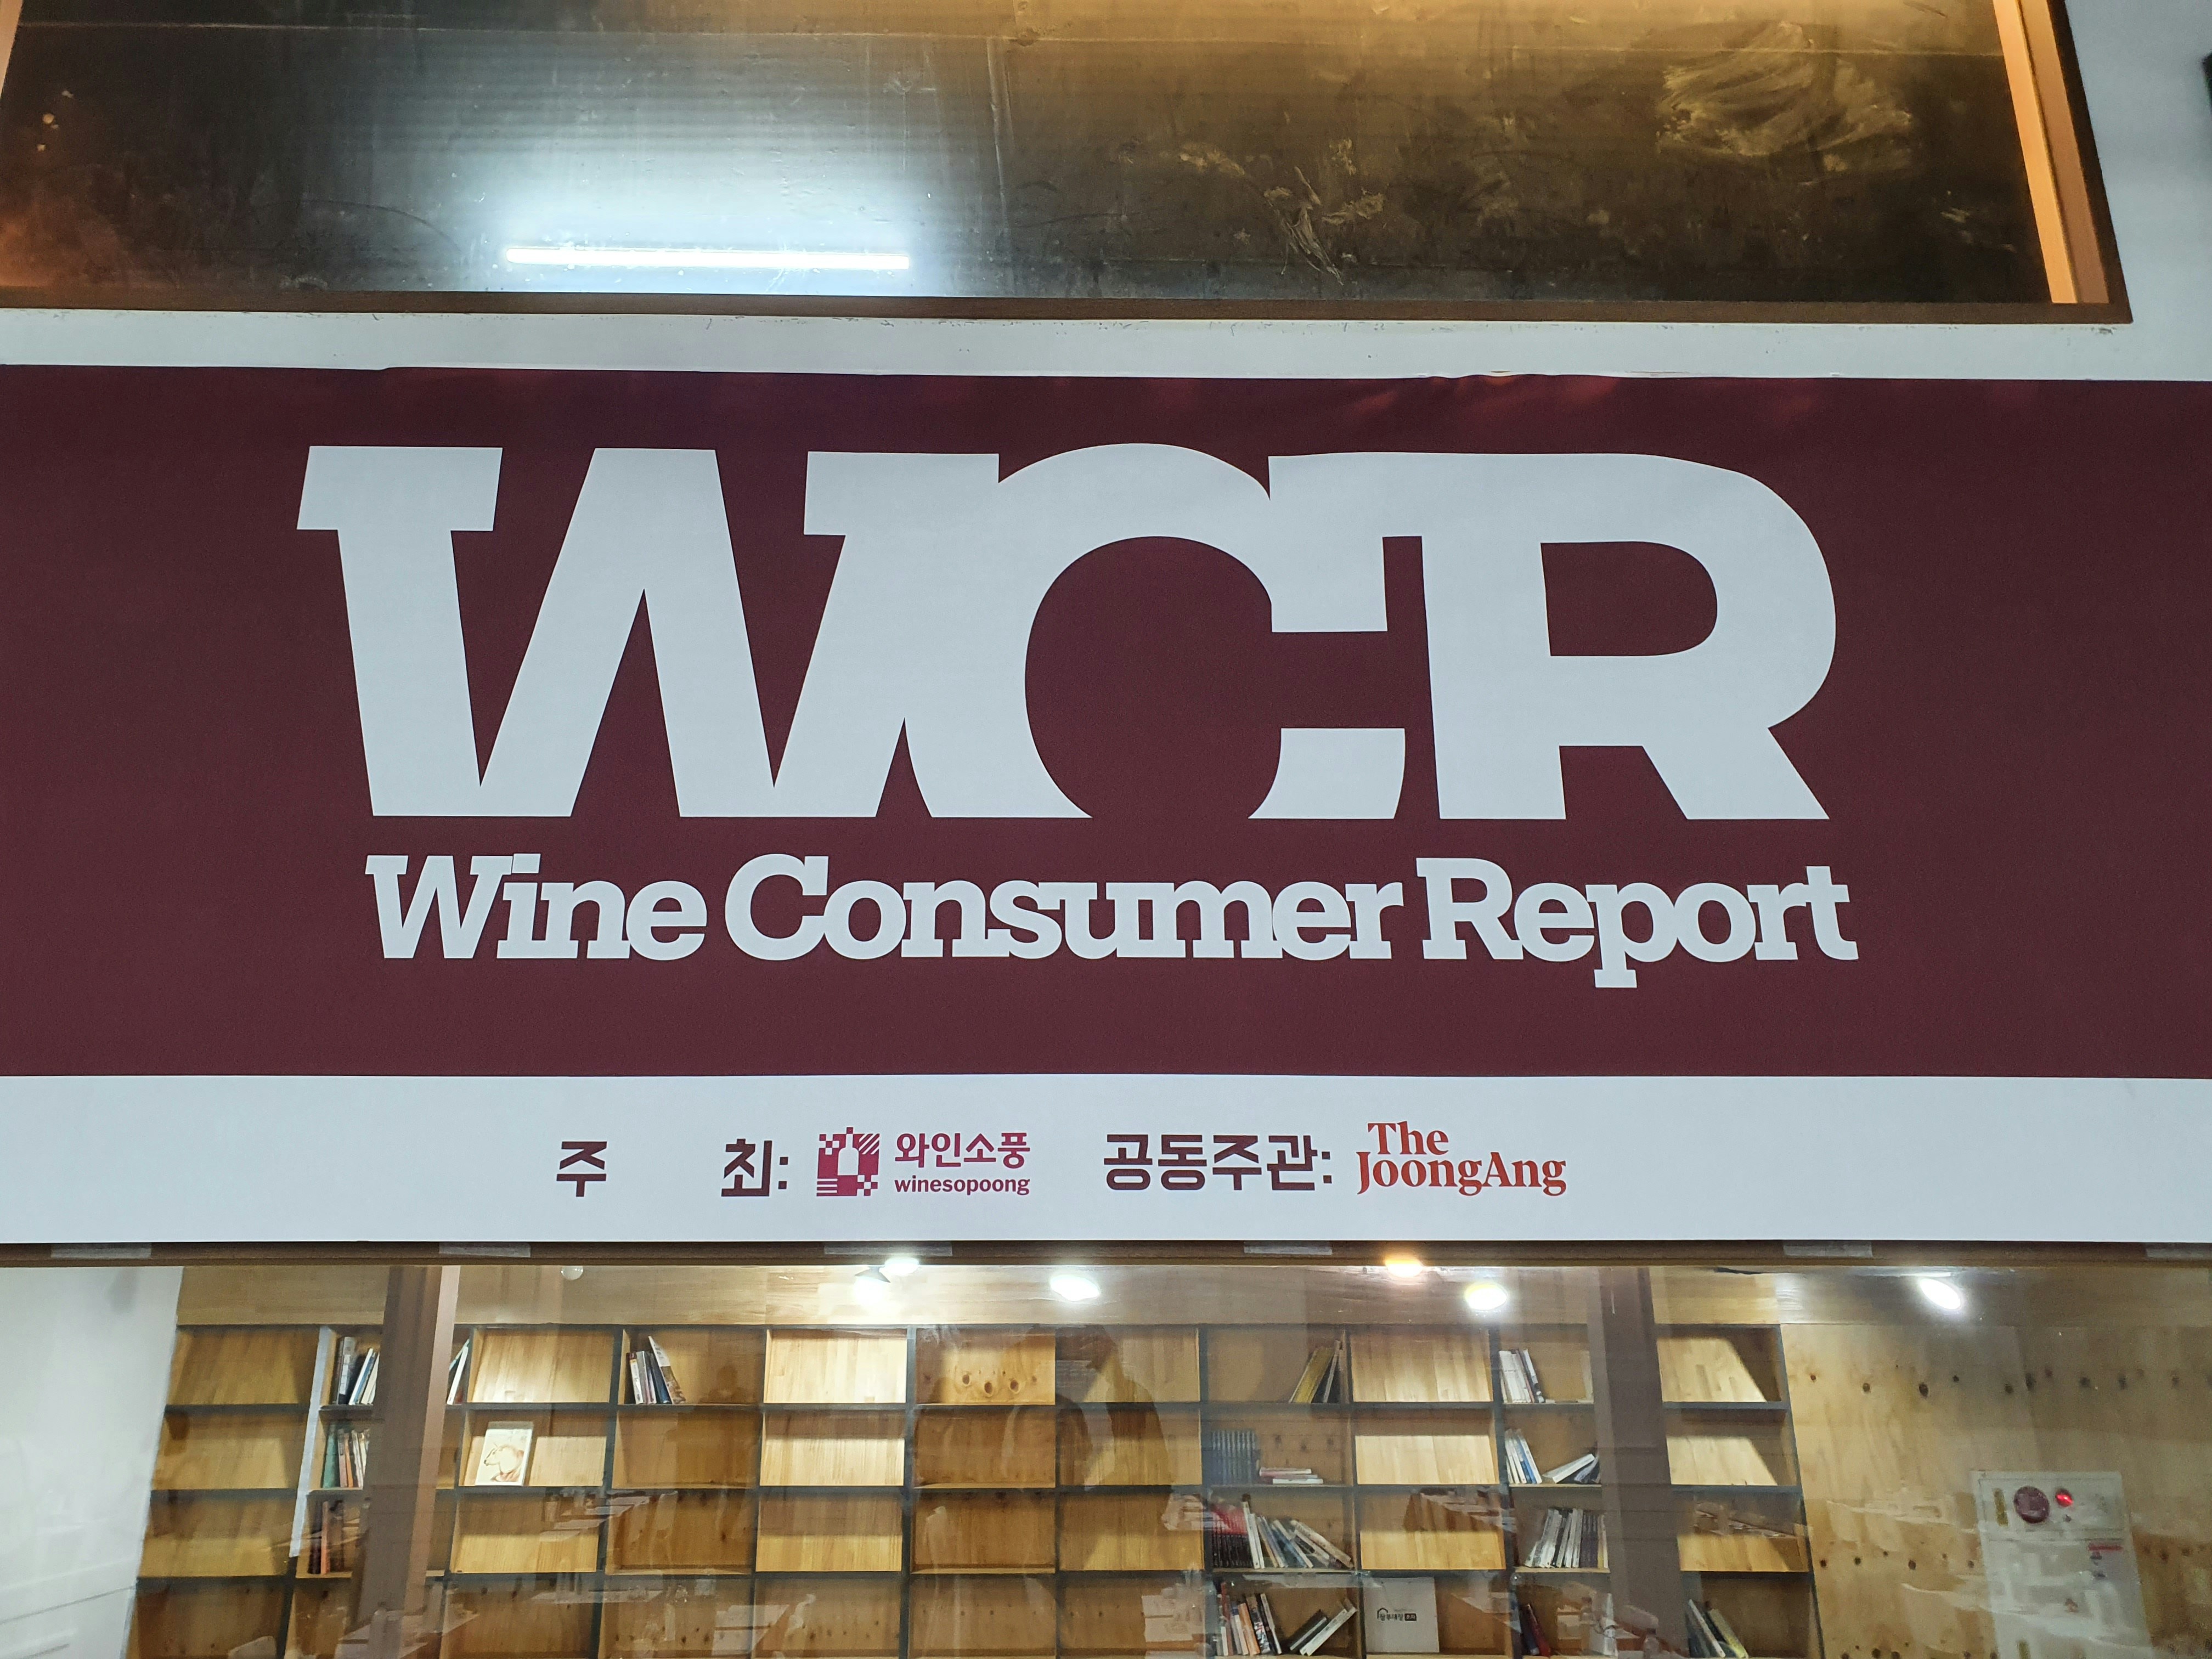 WCR
Wine Consumer Report
주 최: 와인소풍 winesopoong 공동주관: The JoongAng